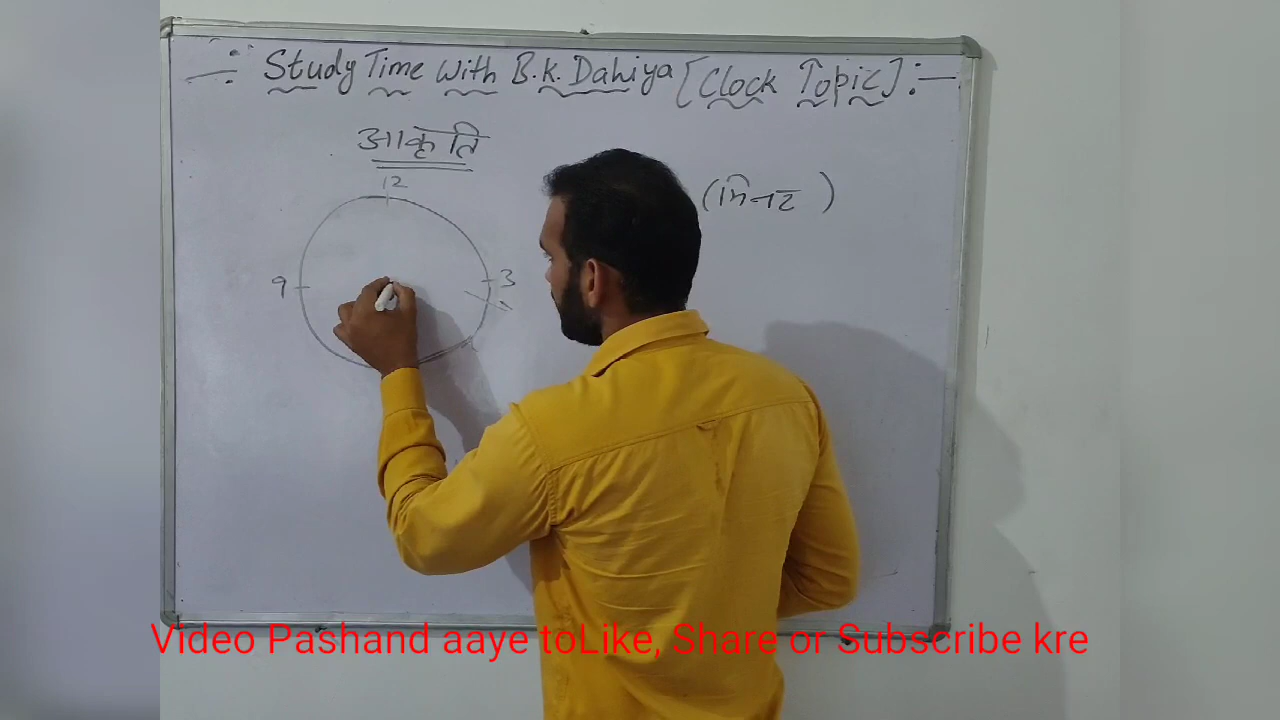 -:- Study Time With B.K. Dahiya [Clock Topic] :-
आकृति
12
(मिनट)
9 3
Video Pashand aaye toLike, Share or Subscribe kre